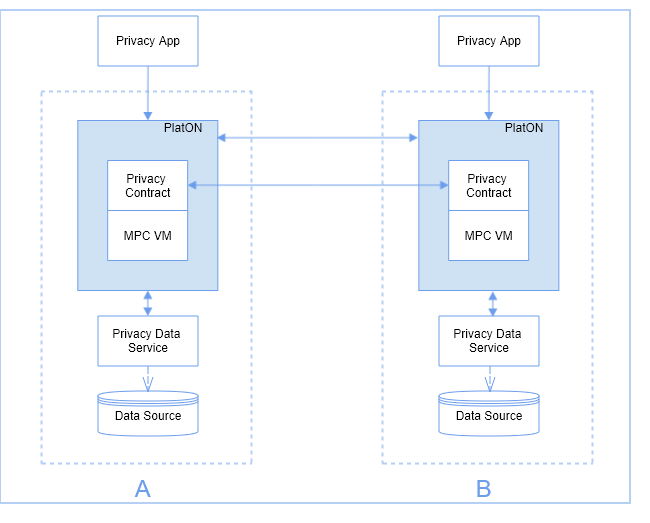 Privacy App
Privacy App
PlatON
PlatON
Privacy
Contract
Privacy
Contract
MPC VM
MPC VM
Privacy Data
Service
Privacy Data
Service
Data Source
Data Source
A
B